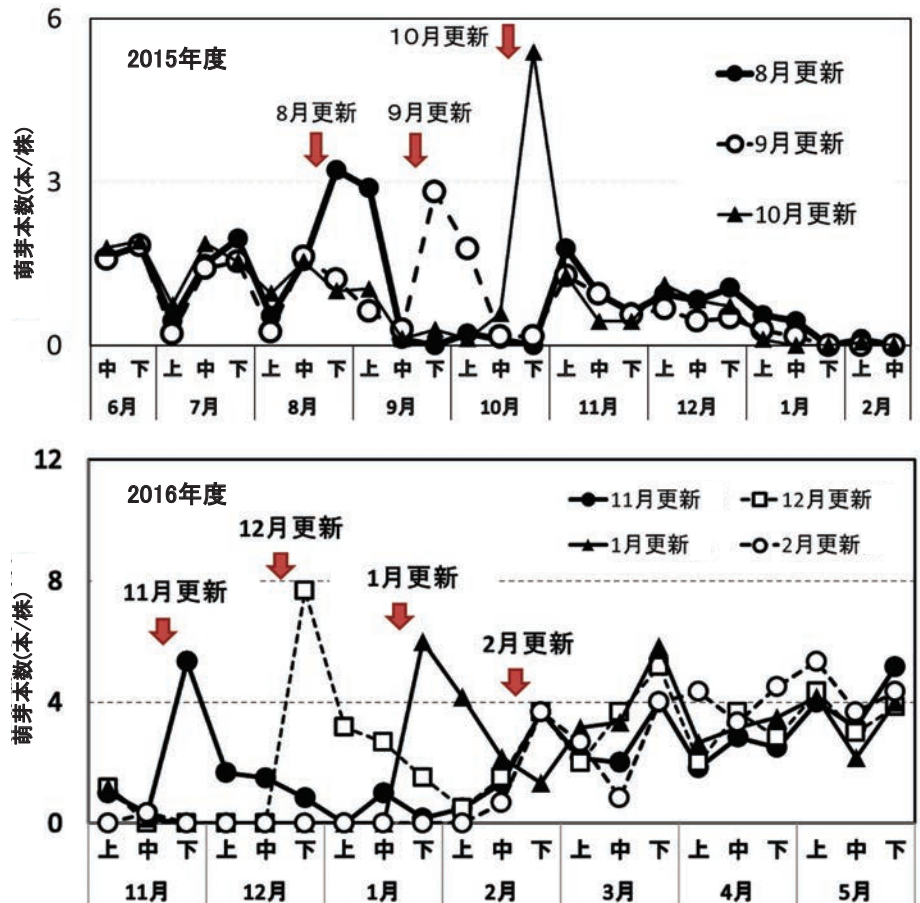 6
2015年度
10月更新
8月更新
8月更新
9月更新
9月更新
3
10月更新
萌芽本数(本/株)
0
中 下 上 中 下 上 中 下 上 中 下 上 中 下 上 中 下 上 中 下 上 中 下 上 中
6月 7月 8月 9月 10月 11月 12月 1月 2月
12
2016年度
11月更新 12月更新
12月更新
1月更新 2月更新
8
11月更新
1月更新
2月更新
萌芽本数(本/株)
4
0
上 中 下 上 中 下 上 中 下 上 中 下 上 中 下 上 中 下 上 中 下
11月 12月 1月 2月 3月 4月 5月